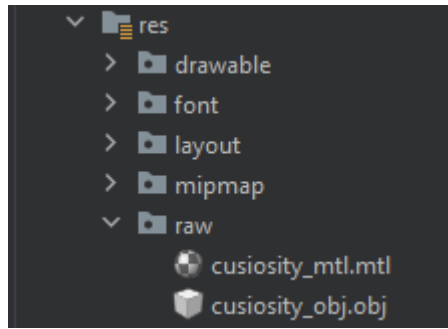 res
drawable
font
layout
mipmap
raw
cusiosity_mtl.mtl
cusiosity_obj.obj